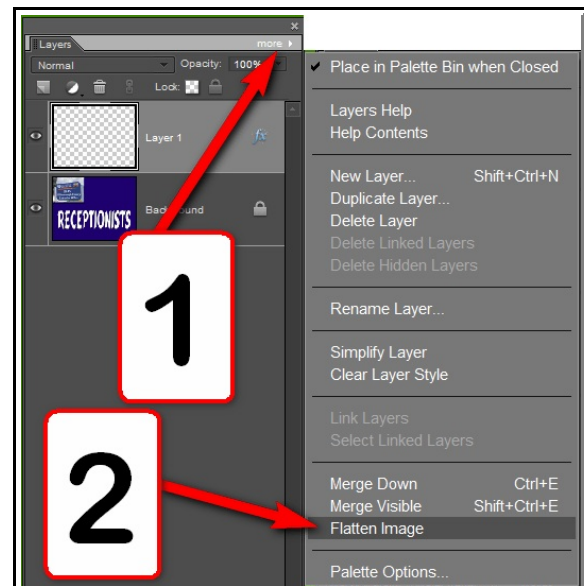 Layers
more
Normal
Opacity: 100%
Lock:
Layer 1
fx
RECEPTIONISTS
Background
1
2
Place in Palette Bin when Closed
Layers Help
Help Contents
New Layer... Shift+Ctrl+N
Duplicate Layer...
Delete Layer
Delete Linked Layers
Delete Hidden Layers
Rename Layer...
Simplify Layer
Clear Layer Style
Link Layers
Select Linked Layers
Merge Down Ctrl+E
Merge Visible Shift+Ctrl+E
Flatten Image
Palette Options...